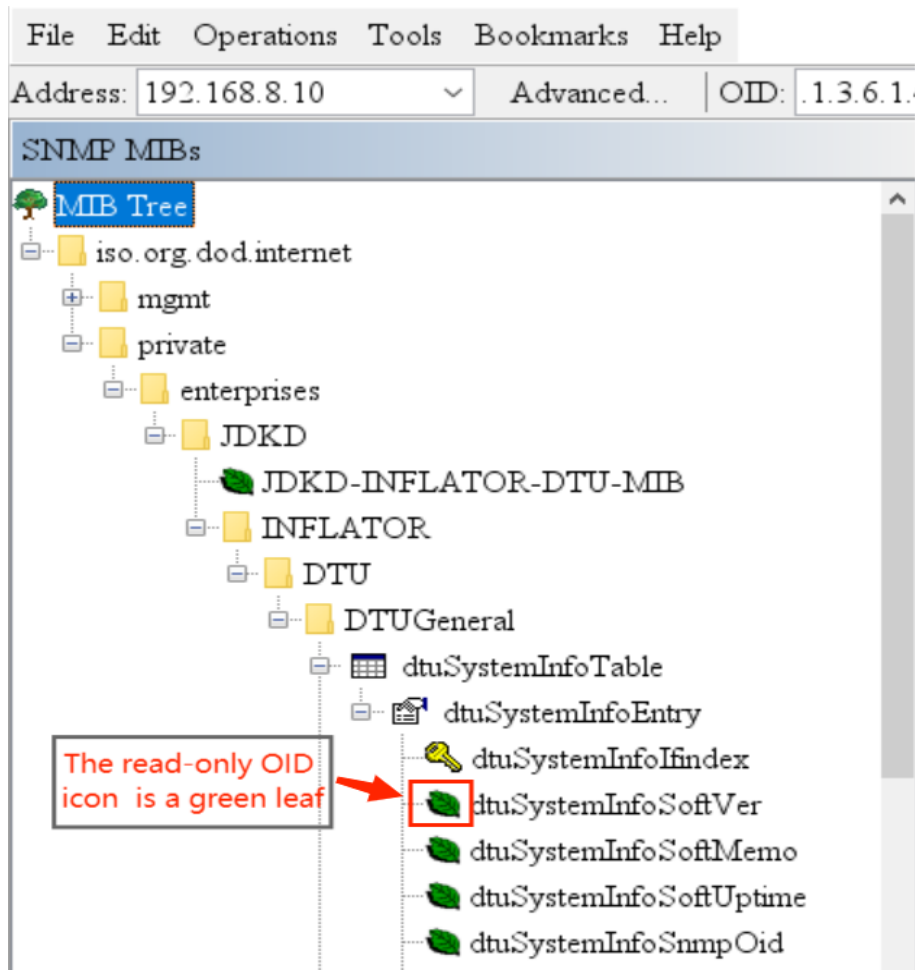 File Edit Operations Tools Bookmarks Help
Address: 192.168.8.10 Advanced... OID: .1.3.6.1.4
SNMP MIBs
MIB Tree
iso.org.dod.internet
mgmt
private
enterprises
JDKD
JDKD-INFLATOR-DTU-MIB
INFLATOR
DTU
DTUGeneral
dtuSystemInfoTable
dtuSystemInfoEntry
dtuSystemInfoIfindex
The read-only OID
icon is a green leaf
dtuSystemInfoSoftVer
dtuSystemInfoSoftMemo
dtuSystemInfoSoftUptime
dtuSystemInfoSnmpOid